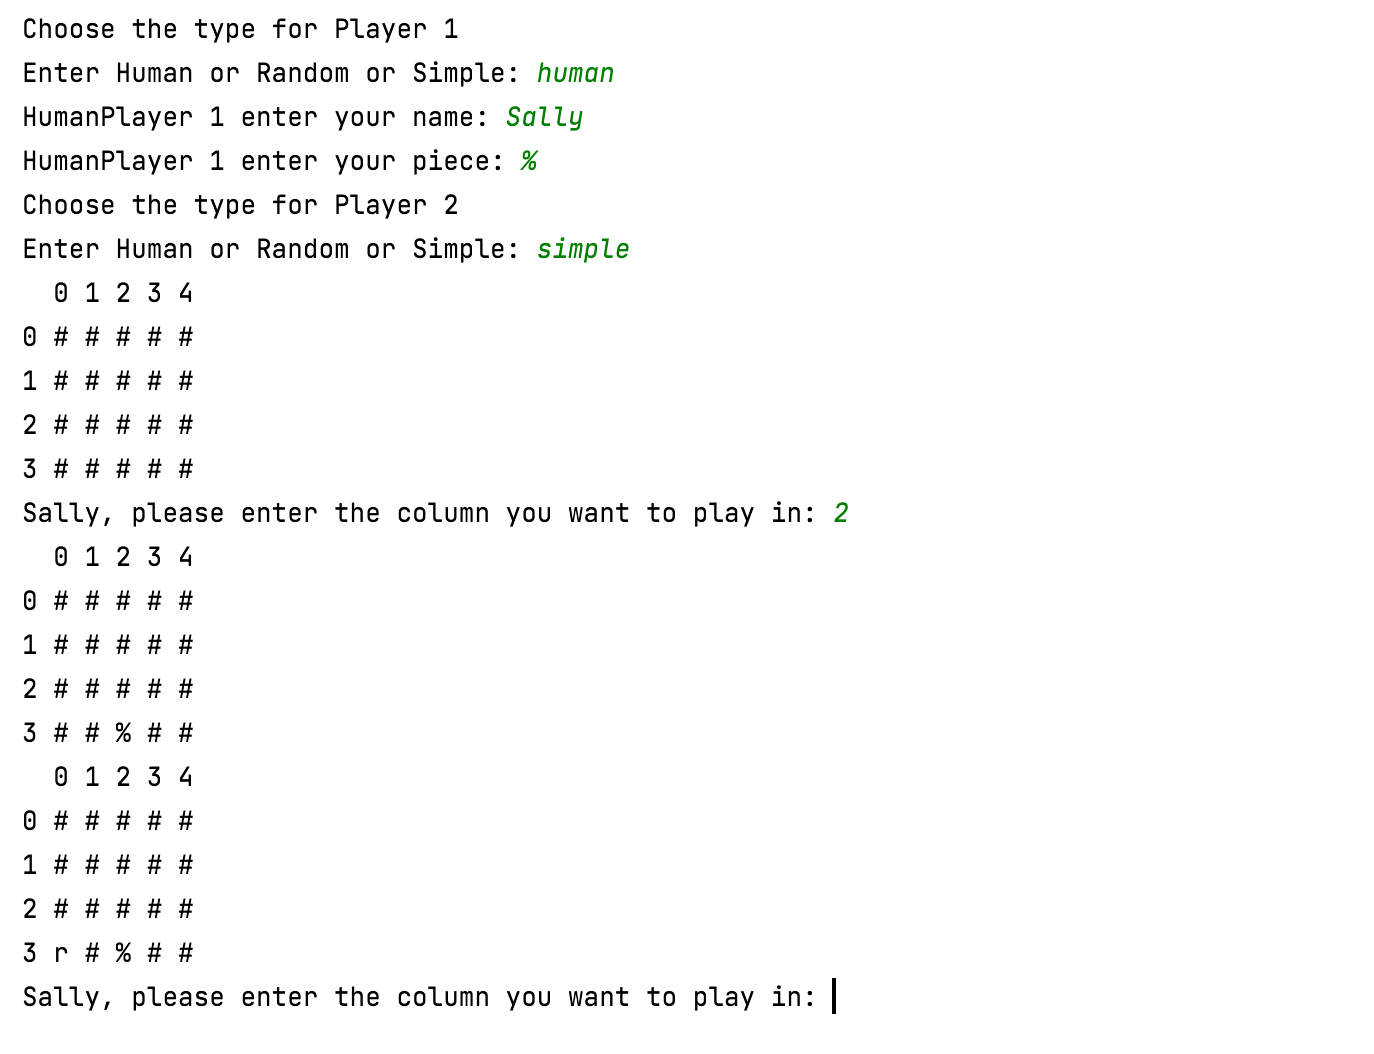 Choose the type for Player 1
Enter Human or Random or Simple: human
HumanPlayer 1 enter your name: Sally
HumanPlayer 1 enter your piece: %
Choose the type for Player 2
Enter Human or Random or Simple: simple
  0 1 2 3 4
0 # # # # #
1 # # # # #
2 # # # # #
3 # # # # #
Sally, please enter the column you want to play in: 2
  0 1 2 3 4
0 # # # # #
1 # # # # #
2 # # # # #
3 # # % # #
  0 1 2 3 4
0 # # # # #
1 # # # # #
2 # # # # #
3 r # % # #
Sally, please enter the column you want to play in: